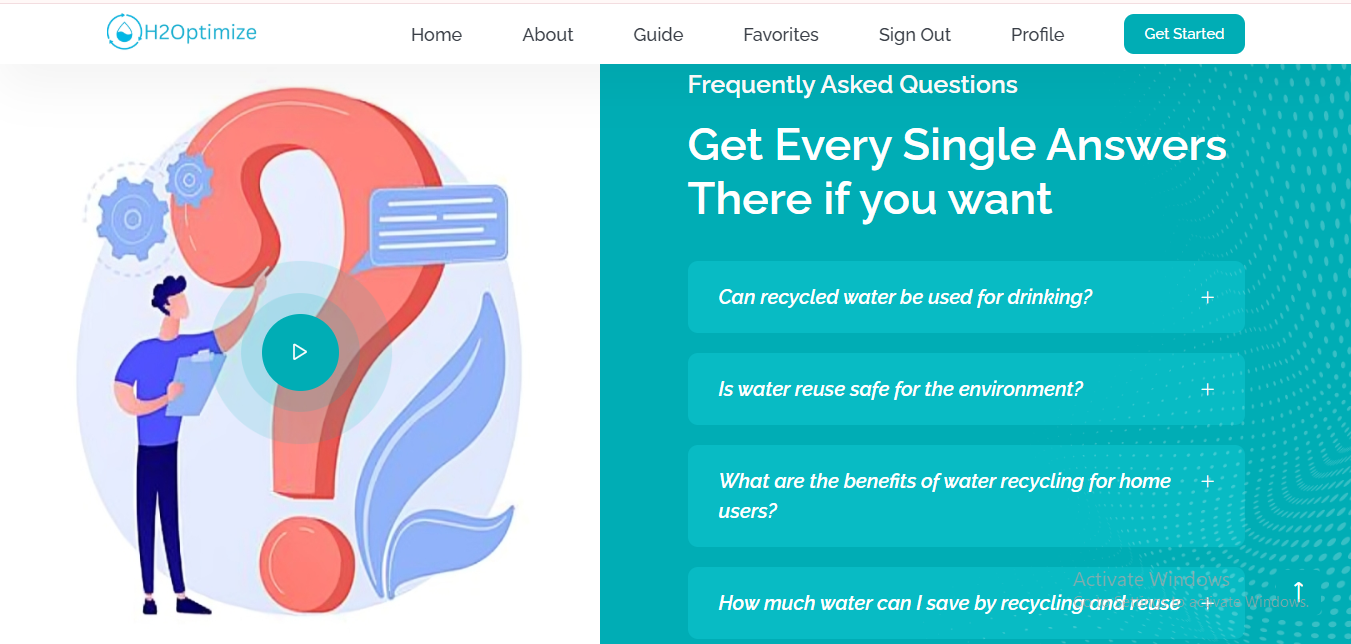 H2Optimize
Home
About
Guide
Favorites
Sign Out
Profile
Get Started
Frequently Asked Questions
Get Every Single Answers
There if you want
Can recycled water be used for drinking?
Is water reuse safe for the environment?
What are the benefits of water recycling for home
users?
Activate Windows
How much water can I save by recycling and reuse
activate Windows.